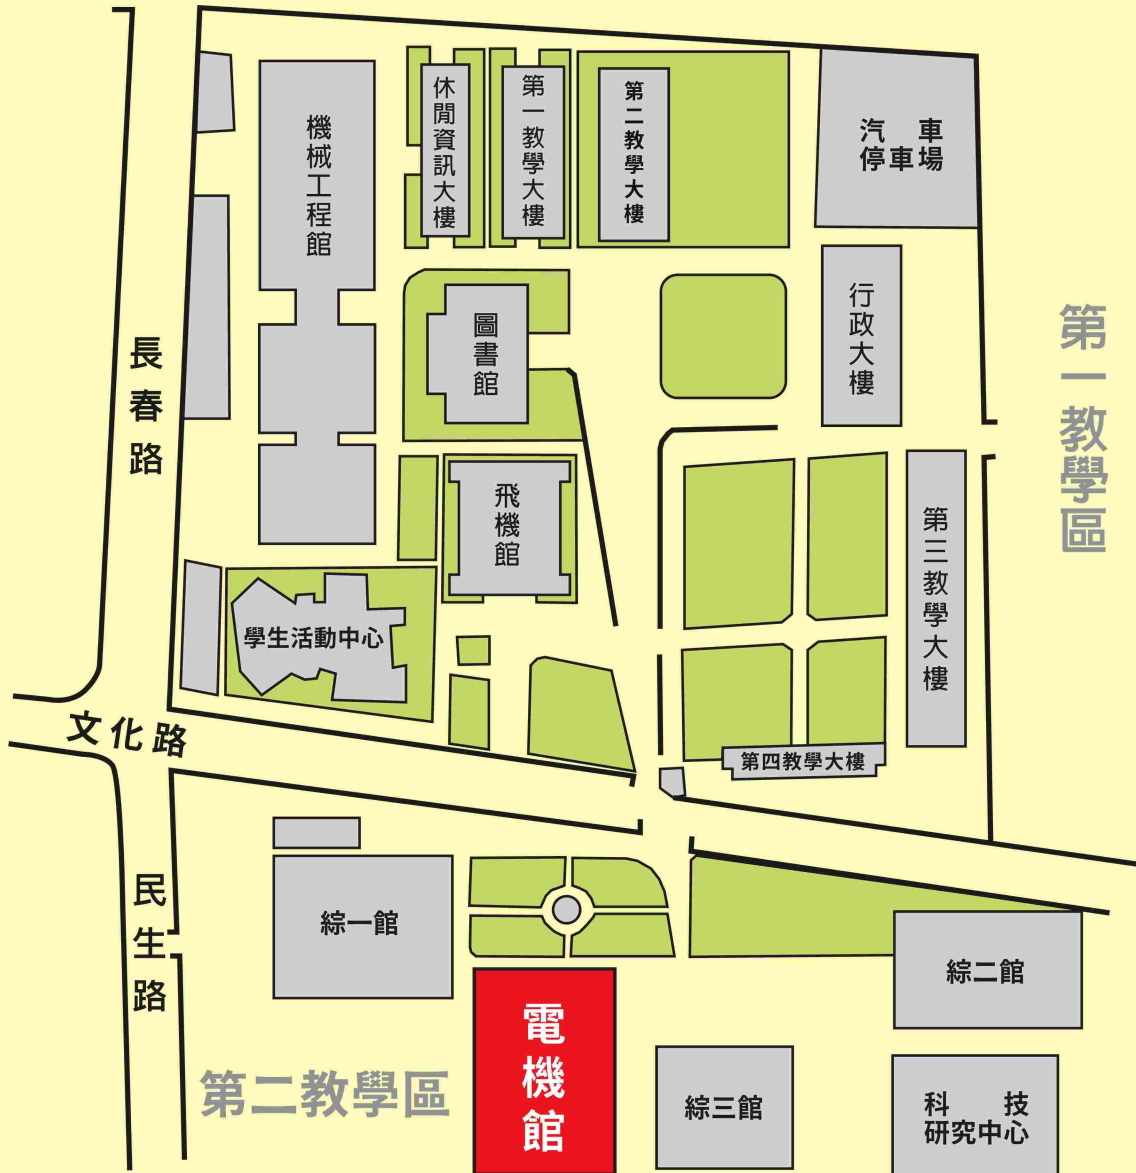 機械工程館
休閒資訊大樓
第一教學大樓
第二教學大樓
汽車
停車場
圖書館
行政大樓
第一教學區
長春路
飛機館
第三教學大樓
學生活動中心
文化路
第四教學大樓
民生路
綜一館
綜二館
電機館
第二教學區
綜三館
科技
研究中心